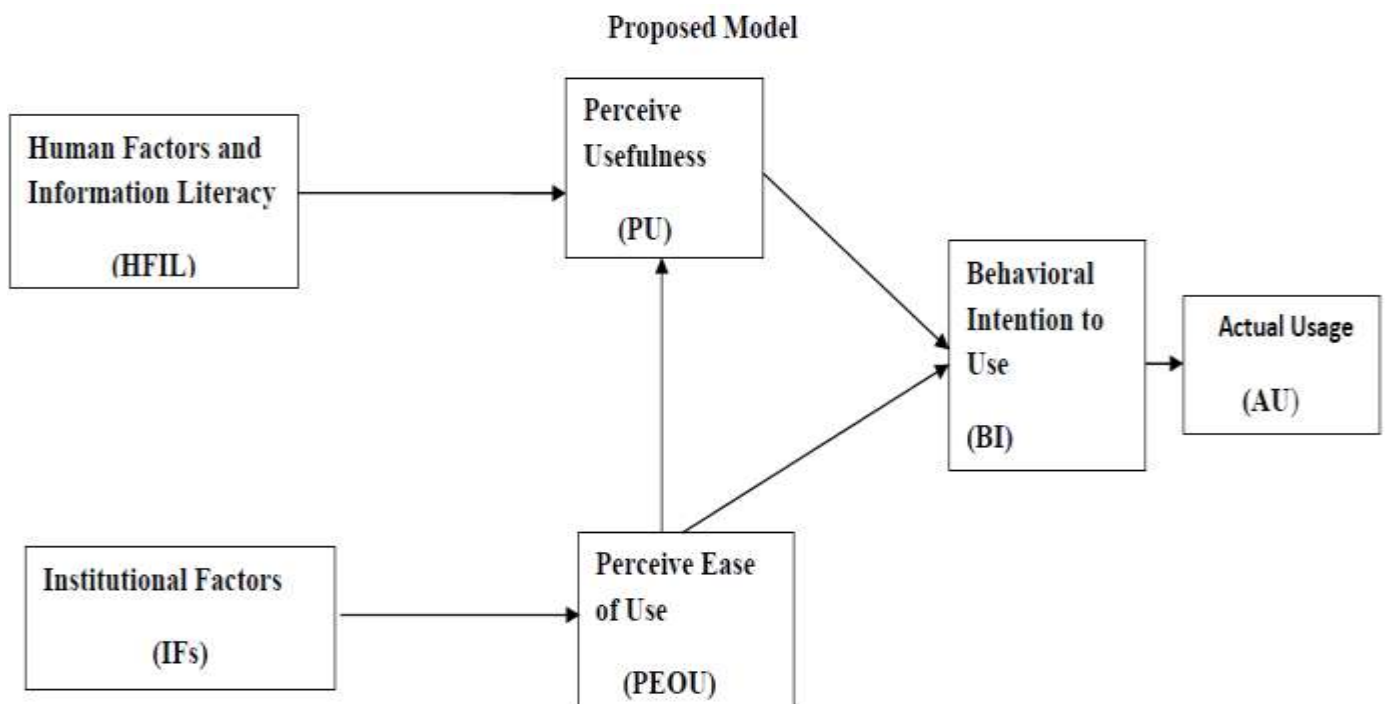 Proposed Model
Human Factors and
Information Literacy
(HFIL)
Perceive
Usefulness
(PU)
Behavioral
Intention to
Use
(BI)
Actual Usage
(AU)
Institutional Factors
(IFs)
Perceive Ease
of Use
(PEOU)